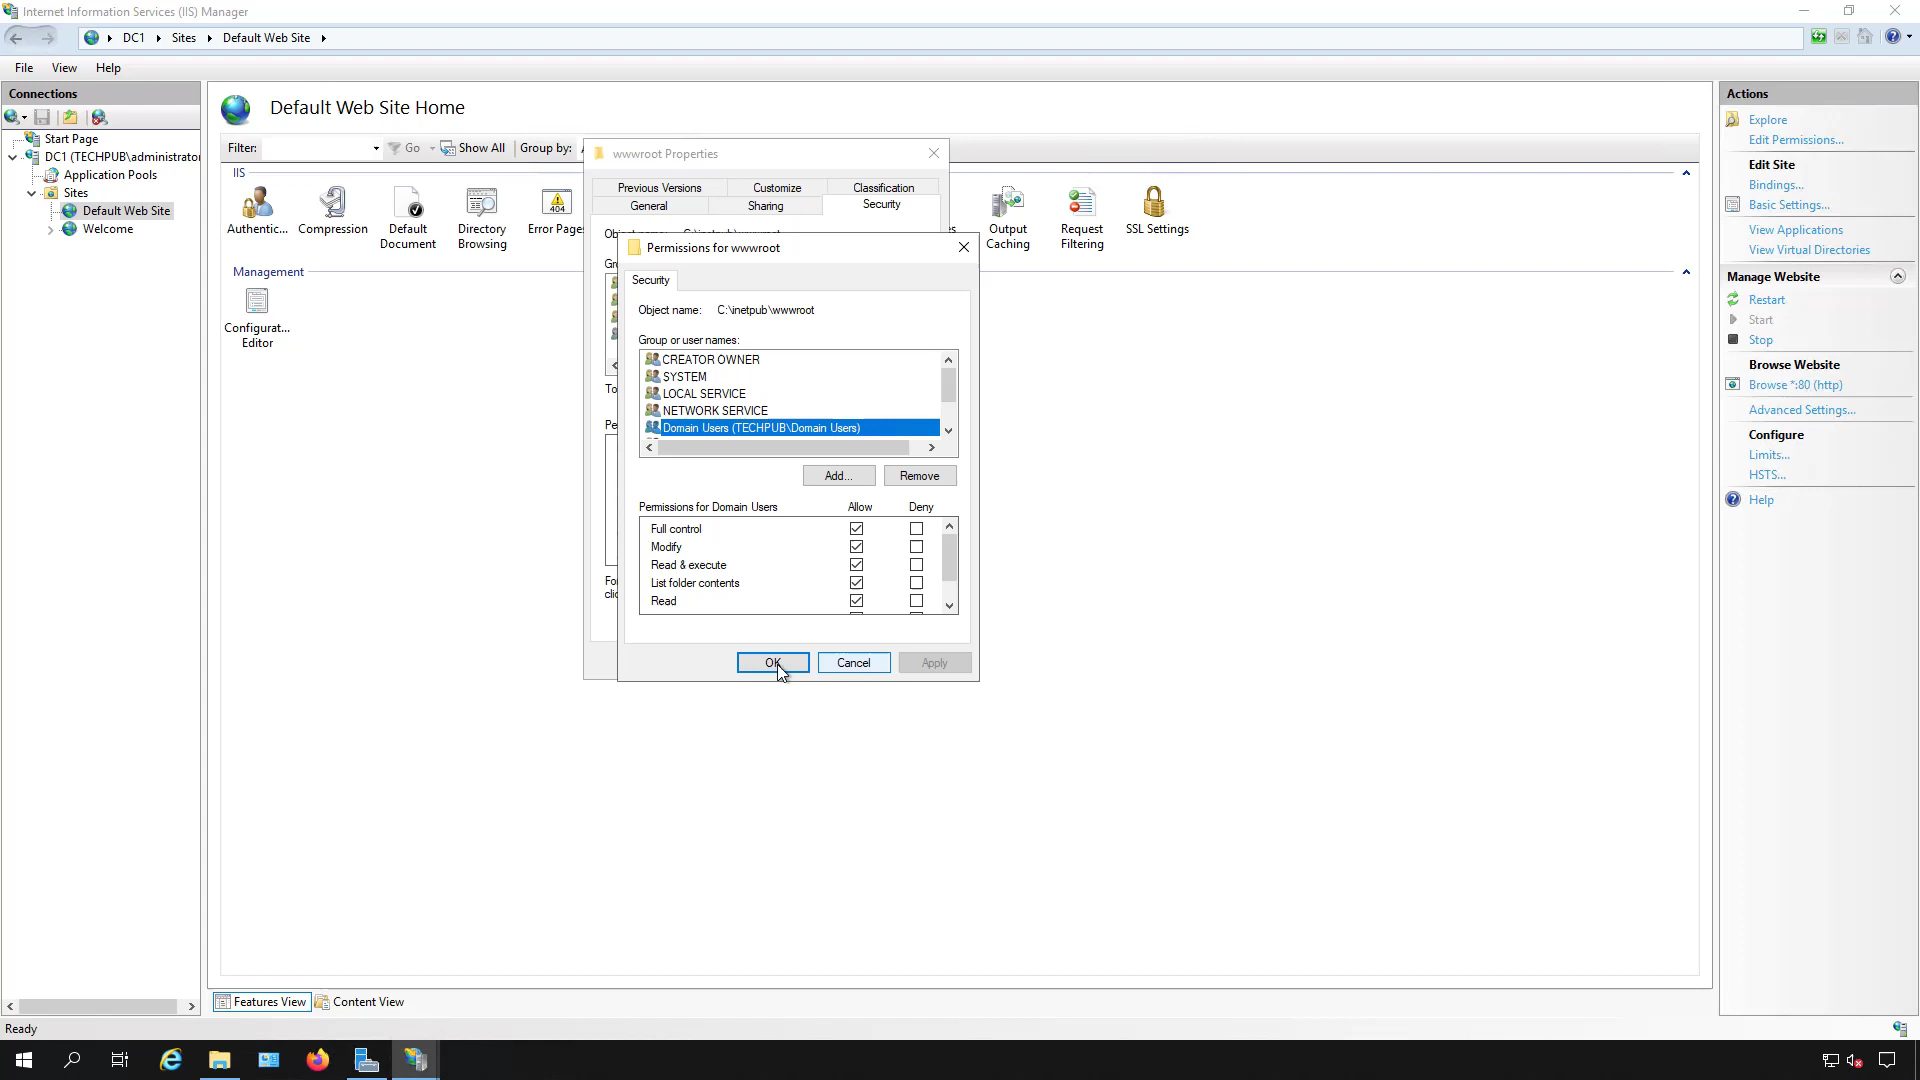 Internet Information Services (IIS) Manager
DC1
Sites
Default Web Site
File
View
Help
Connections
Start Page
DC1 (TECHPUB\administrator
Application Pools
Sites
Default Web Site
Welcome
Default Web Site Home
Filter:
Go
Show All
Group by:
IIS
Authentic...
Compression
Default
Document
Directory
Browsing
Error Pages
Output
Caching
Request
Filtering
SSL Settings
Management
Configurat...
Editor
wwwroot Properties
Previous Versions
Customize
Classification
General
Sharing
Security
Permissions for wwwroot
Security
Object name: C:\inetpub\wwwroot
Group or user names:
CREATOR OWNER
SYSTEM
LOCAL SERVICE
NETWORK SERVICE
Domain Users (TECHPUB\Domain Users)
Add...
Remove
Permissions for Domain Users
Allow
Deny
Full control
Modify
Read & execute
List folder contents
Read
OK
Cancel
Apply
Actions
Explore
Edit Permissions...
Edit Site
Bindings...
Basic Settings...
View Applications
View Virtual Directories
Manage Website
Restart
Start
Stop
Browse Website
Browse *:80 (http)
Advanced Settings...
Configure
Limits...
HSTS...
Help
Features View
Content View
Ready